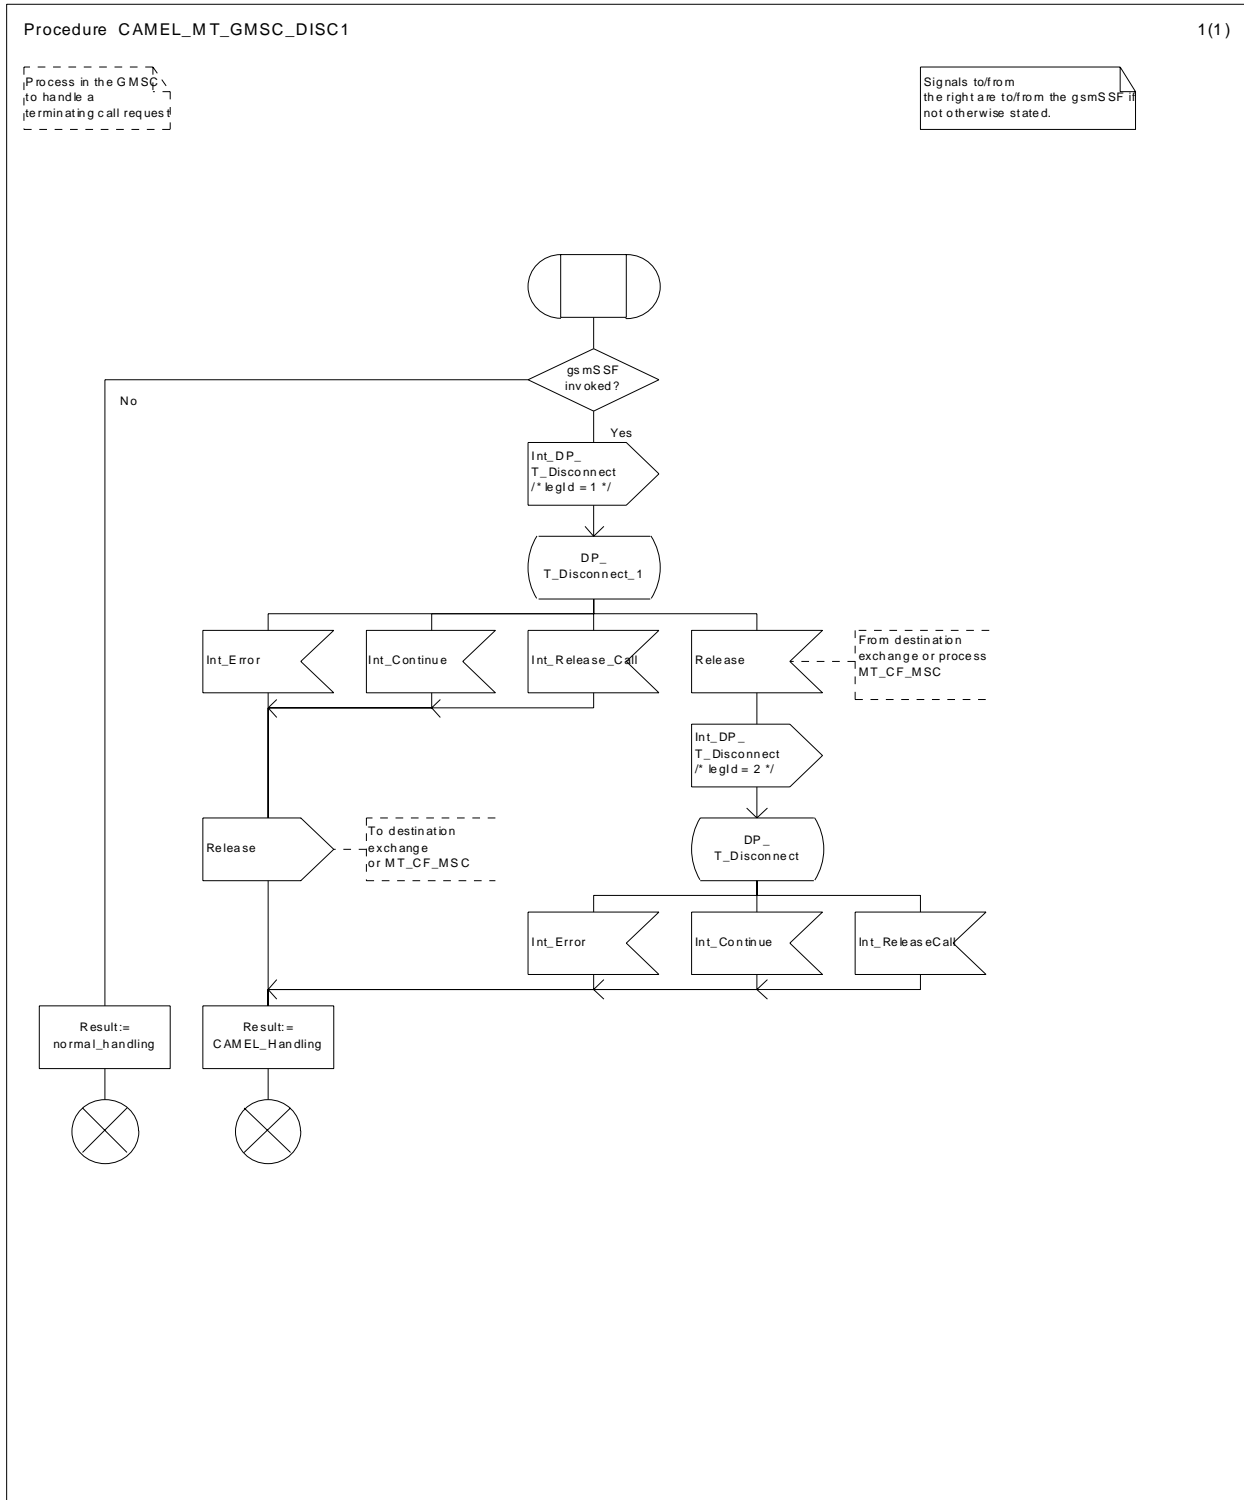 Procedure CAMEL_MT_GMSC_DISC1
1(1)
Process in the GMSC
to handle a
terminating call request
Signals to/from
the right are to/from the gsmSSF if
not otherwise stated.
gsmSSF
invoked?
No
Yes
Int_DP_
T_Disconnect
/* legId = 1 */
DP_
T_Disconnect_1
Int_Error
Int_Continue
Int_Release_Call
Release
From destination
exchange or process
MT_CF_MSC
Int_DP_
T_Disconnect
/* legId = 2 */
Release
To destination
exchange
or MT_CF_MSC
DP_
T_Disconnect
Int_Error
Int_Continue
Int_ReleaseCall
Result:=
normal_handling
Result:=
CAMEL_Handling